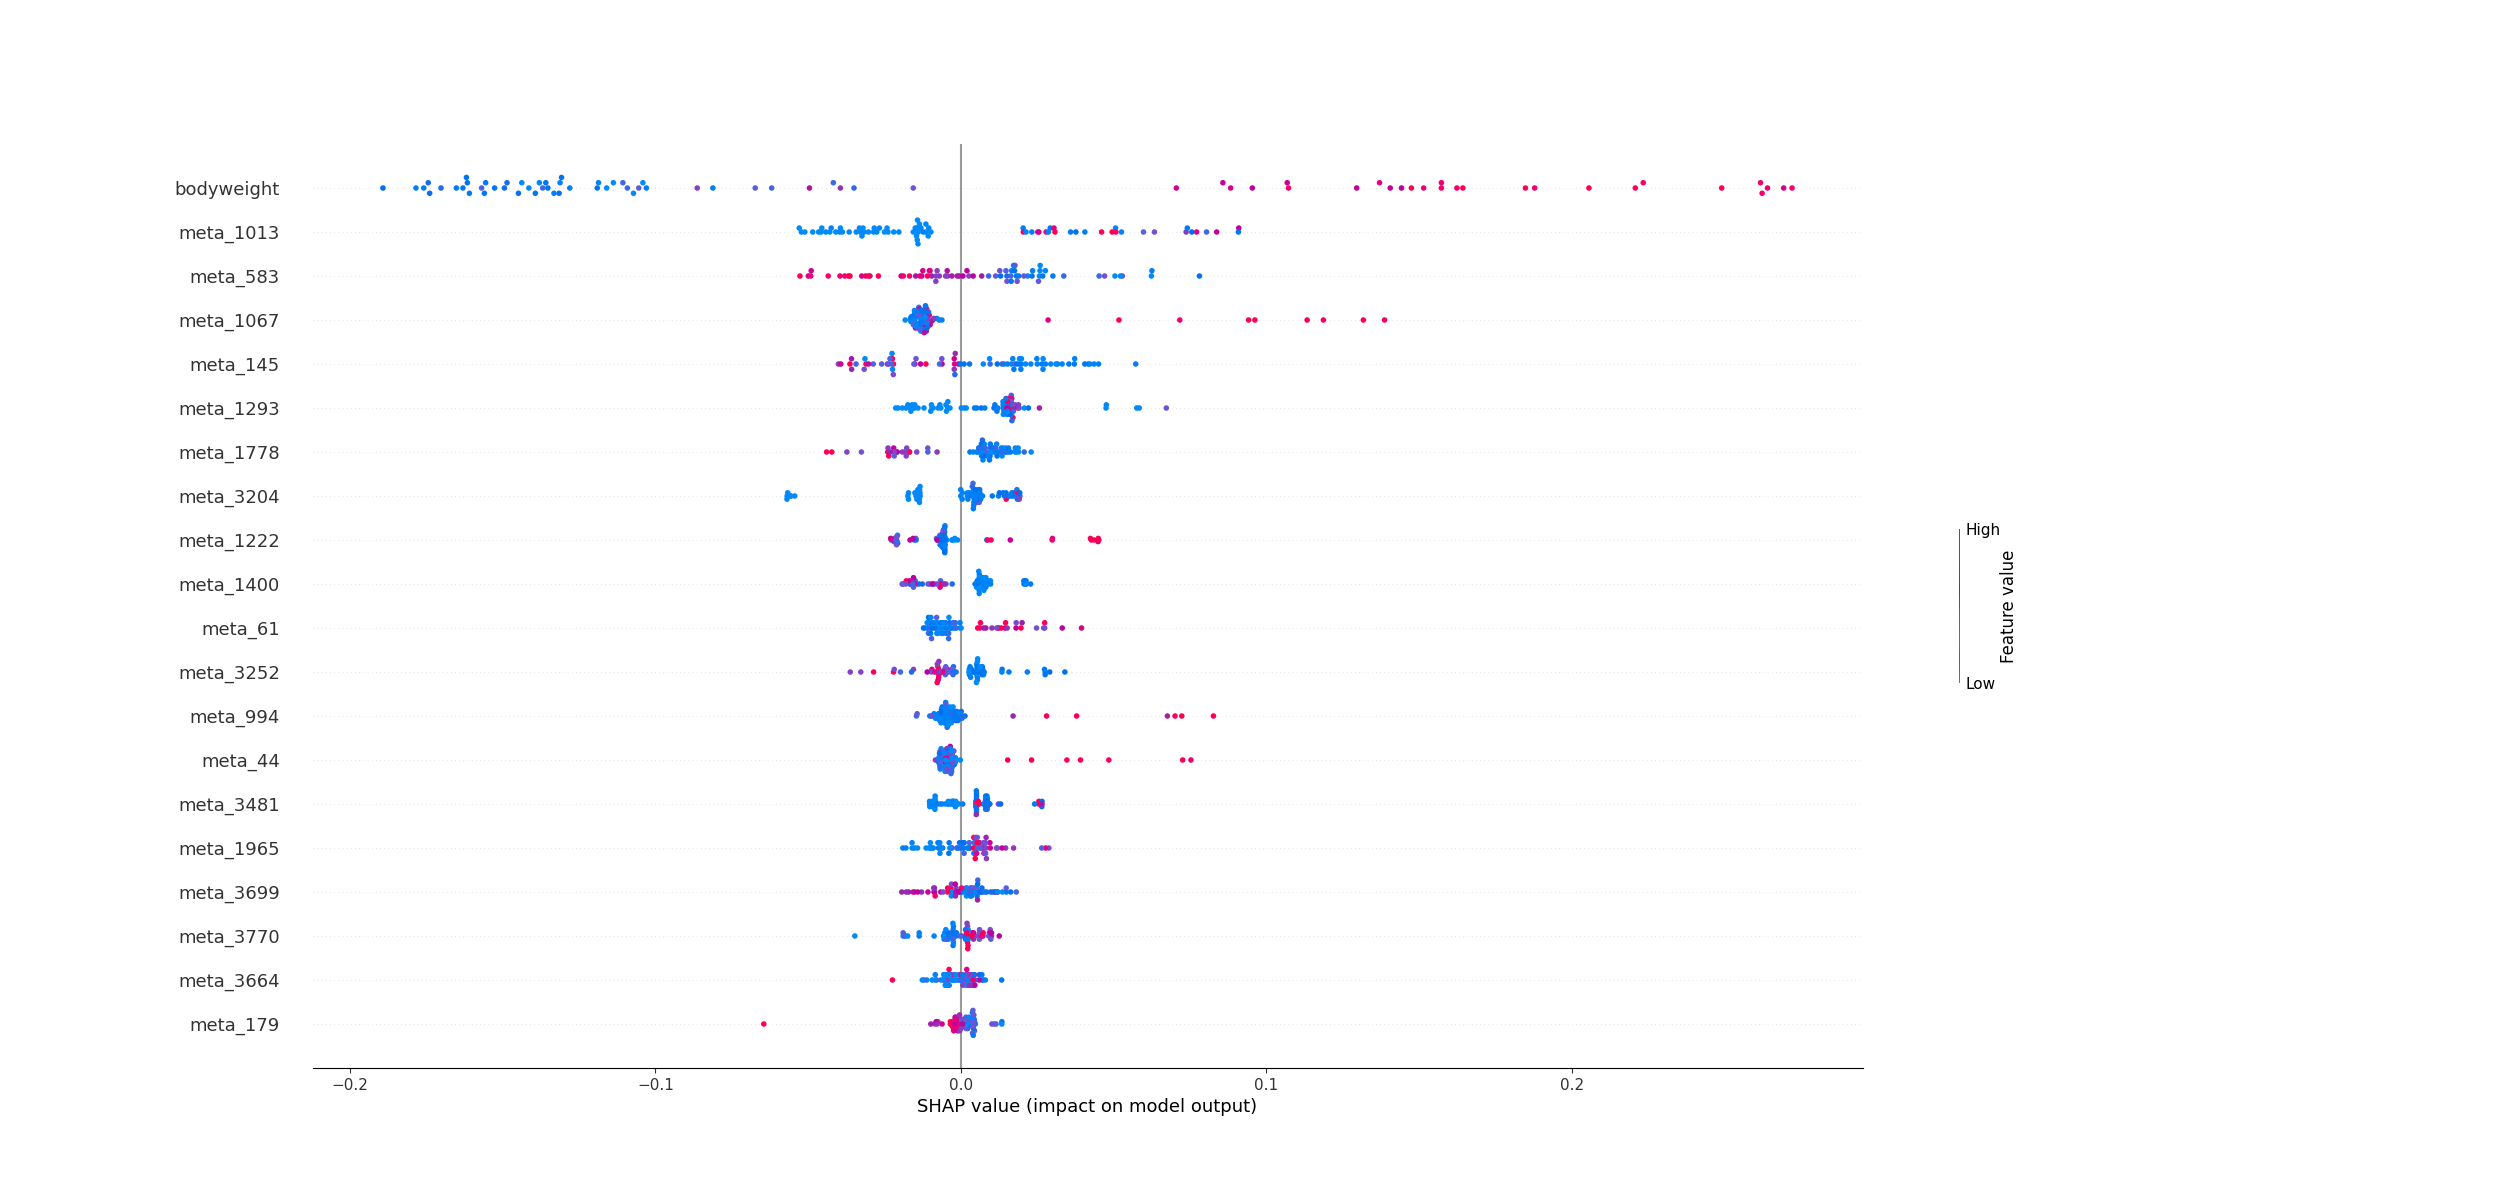 bodyweight
meta_1013
meta_583
meta_1067
meta_145
meta_1293
meta_1778
meta_3204
meta_1222
meta_1400
meta_61
meta_3252
meta_994
meta_44
meta_3481
meta_1965
meta_3699
meta_3770
meta_3664
meta_179
−0.2 −0.1 0.0 0.1 0.2
SHAP value (impact on model output)
High
Feature value
Low